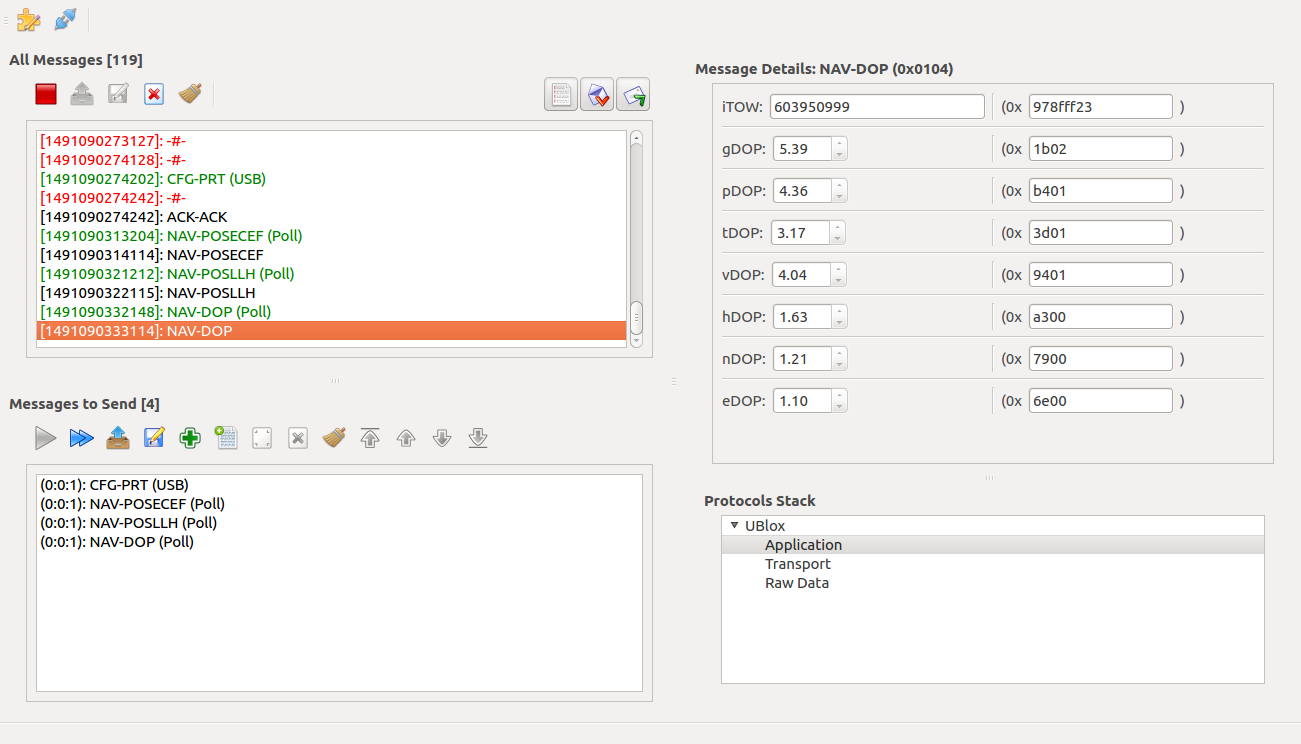 All Messages [119]
[1491090273127]: -#-
[1491090274128]: -#-
[1491090274202]: CFG-PRT (USB)
[1491090274242]: -#-
[1491090274242]: ACK-ACK
[1491090313204]: NAV-POSECEF (Poll)
[1491090314114]: NAV-POSECEF
[1491090321212]: NAV-POSLLH (Poll)
[1491090322115]: NAV-POSLLH
[1491090332148]: NAV-DOP (Poll)
[1491090333114]: NAV-DOP
Messages to Send [4]
(0:0:1): CFG-PRT (USB)
(0:0:1): NAV-POSECEF (Poll)
(0:0:1): NAV-POSLLH (Poll)
(0:0:1): NAV-DOP (Poll)
Message Details: NAV-DOP (0x0104)
iTOW: 603950999 (0x 978fff23 )
gDOP: 5.39 (0x 1b02 )
pDOP: 4.36 (0x b401 )
tDOP: 3.17 (0x 3d01 )
vDOP: 4.04 (0x 9401 )
hDOP: 1.63 (0x a300 )
nDOP: 1.21 (0x 7900 )
eDOP: 1.10 (0x 6e00 )
Protocols Stack
UBlox
Application
Transport
Raw Data